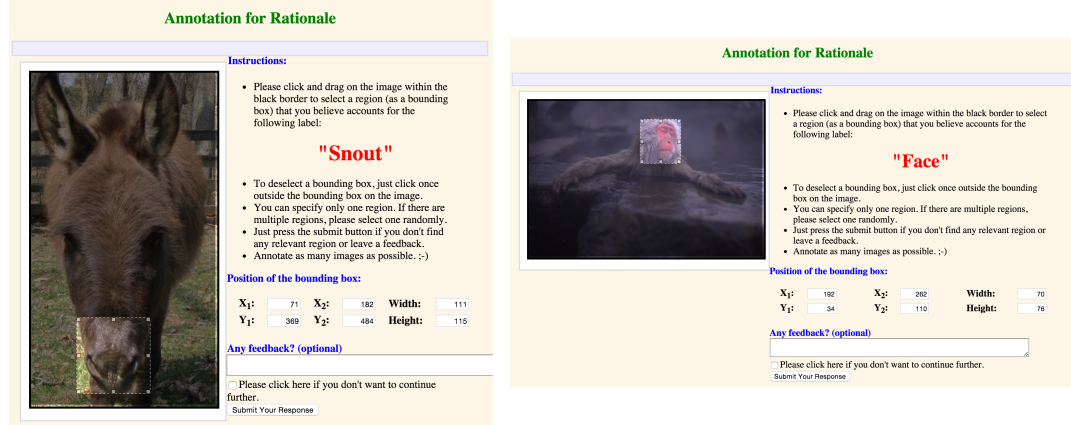 Annotation for Rationale
Instructions:
• Please click and drag on the image within the
black border to select a region (as a bounding
box) that you believe accounts for the
following label:
"Snout"
• To deselect a bounding box, just click once
outside the bounding box on the image.
• You can specify only one region. If there are
multiple regions, please select one randomly.
• Just press the submit button if you don't find
any relevant region or leave a feedback.
• Annotate as many images as possible. ;-)
Position of the bounding box:
X1: 71 X2: 182 Width: 111
Y1: 369 Y2: 484 Height: 115
Any feedback? (optional)
Please click here if you don't want to continue
further.
Submit Your Response
Annotation for Rationale
Instructions:
• Please click and drag on the image within the black border to select
a region (as a bounding box) that you believe accounts for the
following label:
"Face"
• To deselect a bounding box, just click once outside the bounding
box on the image.
• You can specify only one region. If there are multiple regions,
please select one randomly.
• Just press the submit button if you don't find any relevant region or
leave a feedback.
• Annotate as many images as possible. ;-)
Position of the bounding box:
X1: 192 X2: 262 Width: 70
Y1: 34 Y2: 110 Height: 76
Any feedback? (optional)
Please click here if you don't want to continue further.
Submit Your Response